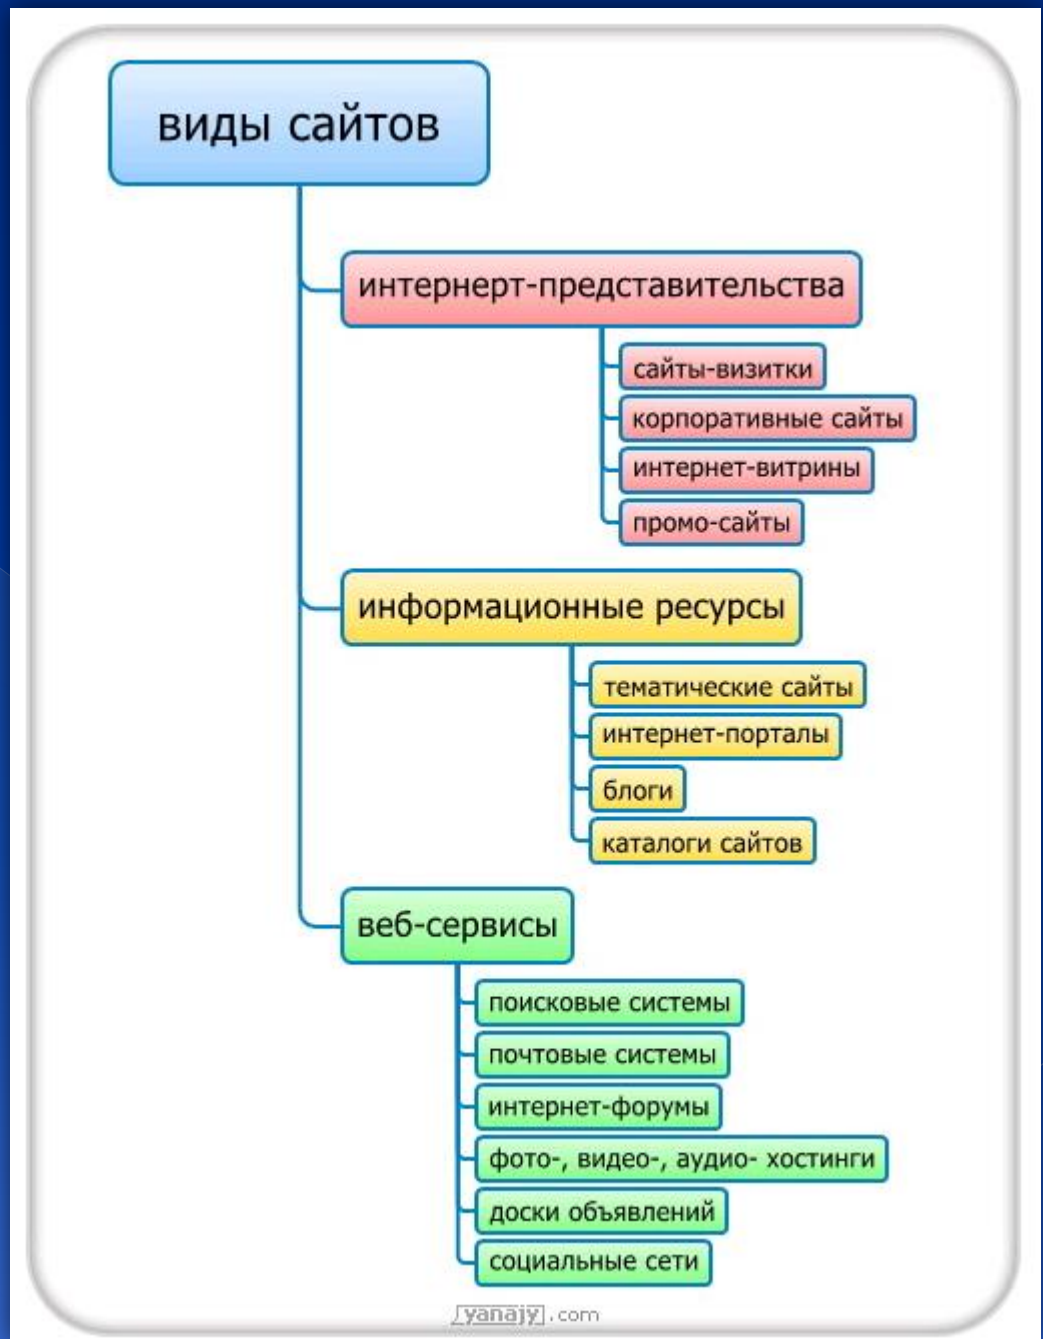 виды сайтов
интернерт-представительства
сайты-визитки
корпоративные сайты
интернет-витрины
промо-сайты
информационные ресурсы
тематические сайты
интернет-порталы
блоги
каталоги сайтов
веб-сервисы
поисковые системы
почтовые системы
интернет-форумы
фото-, видео-, аудио- хостинги
доски объявлений
социальные сети
yanajy.com